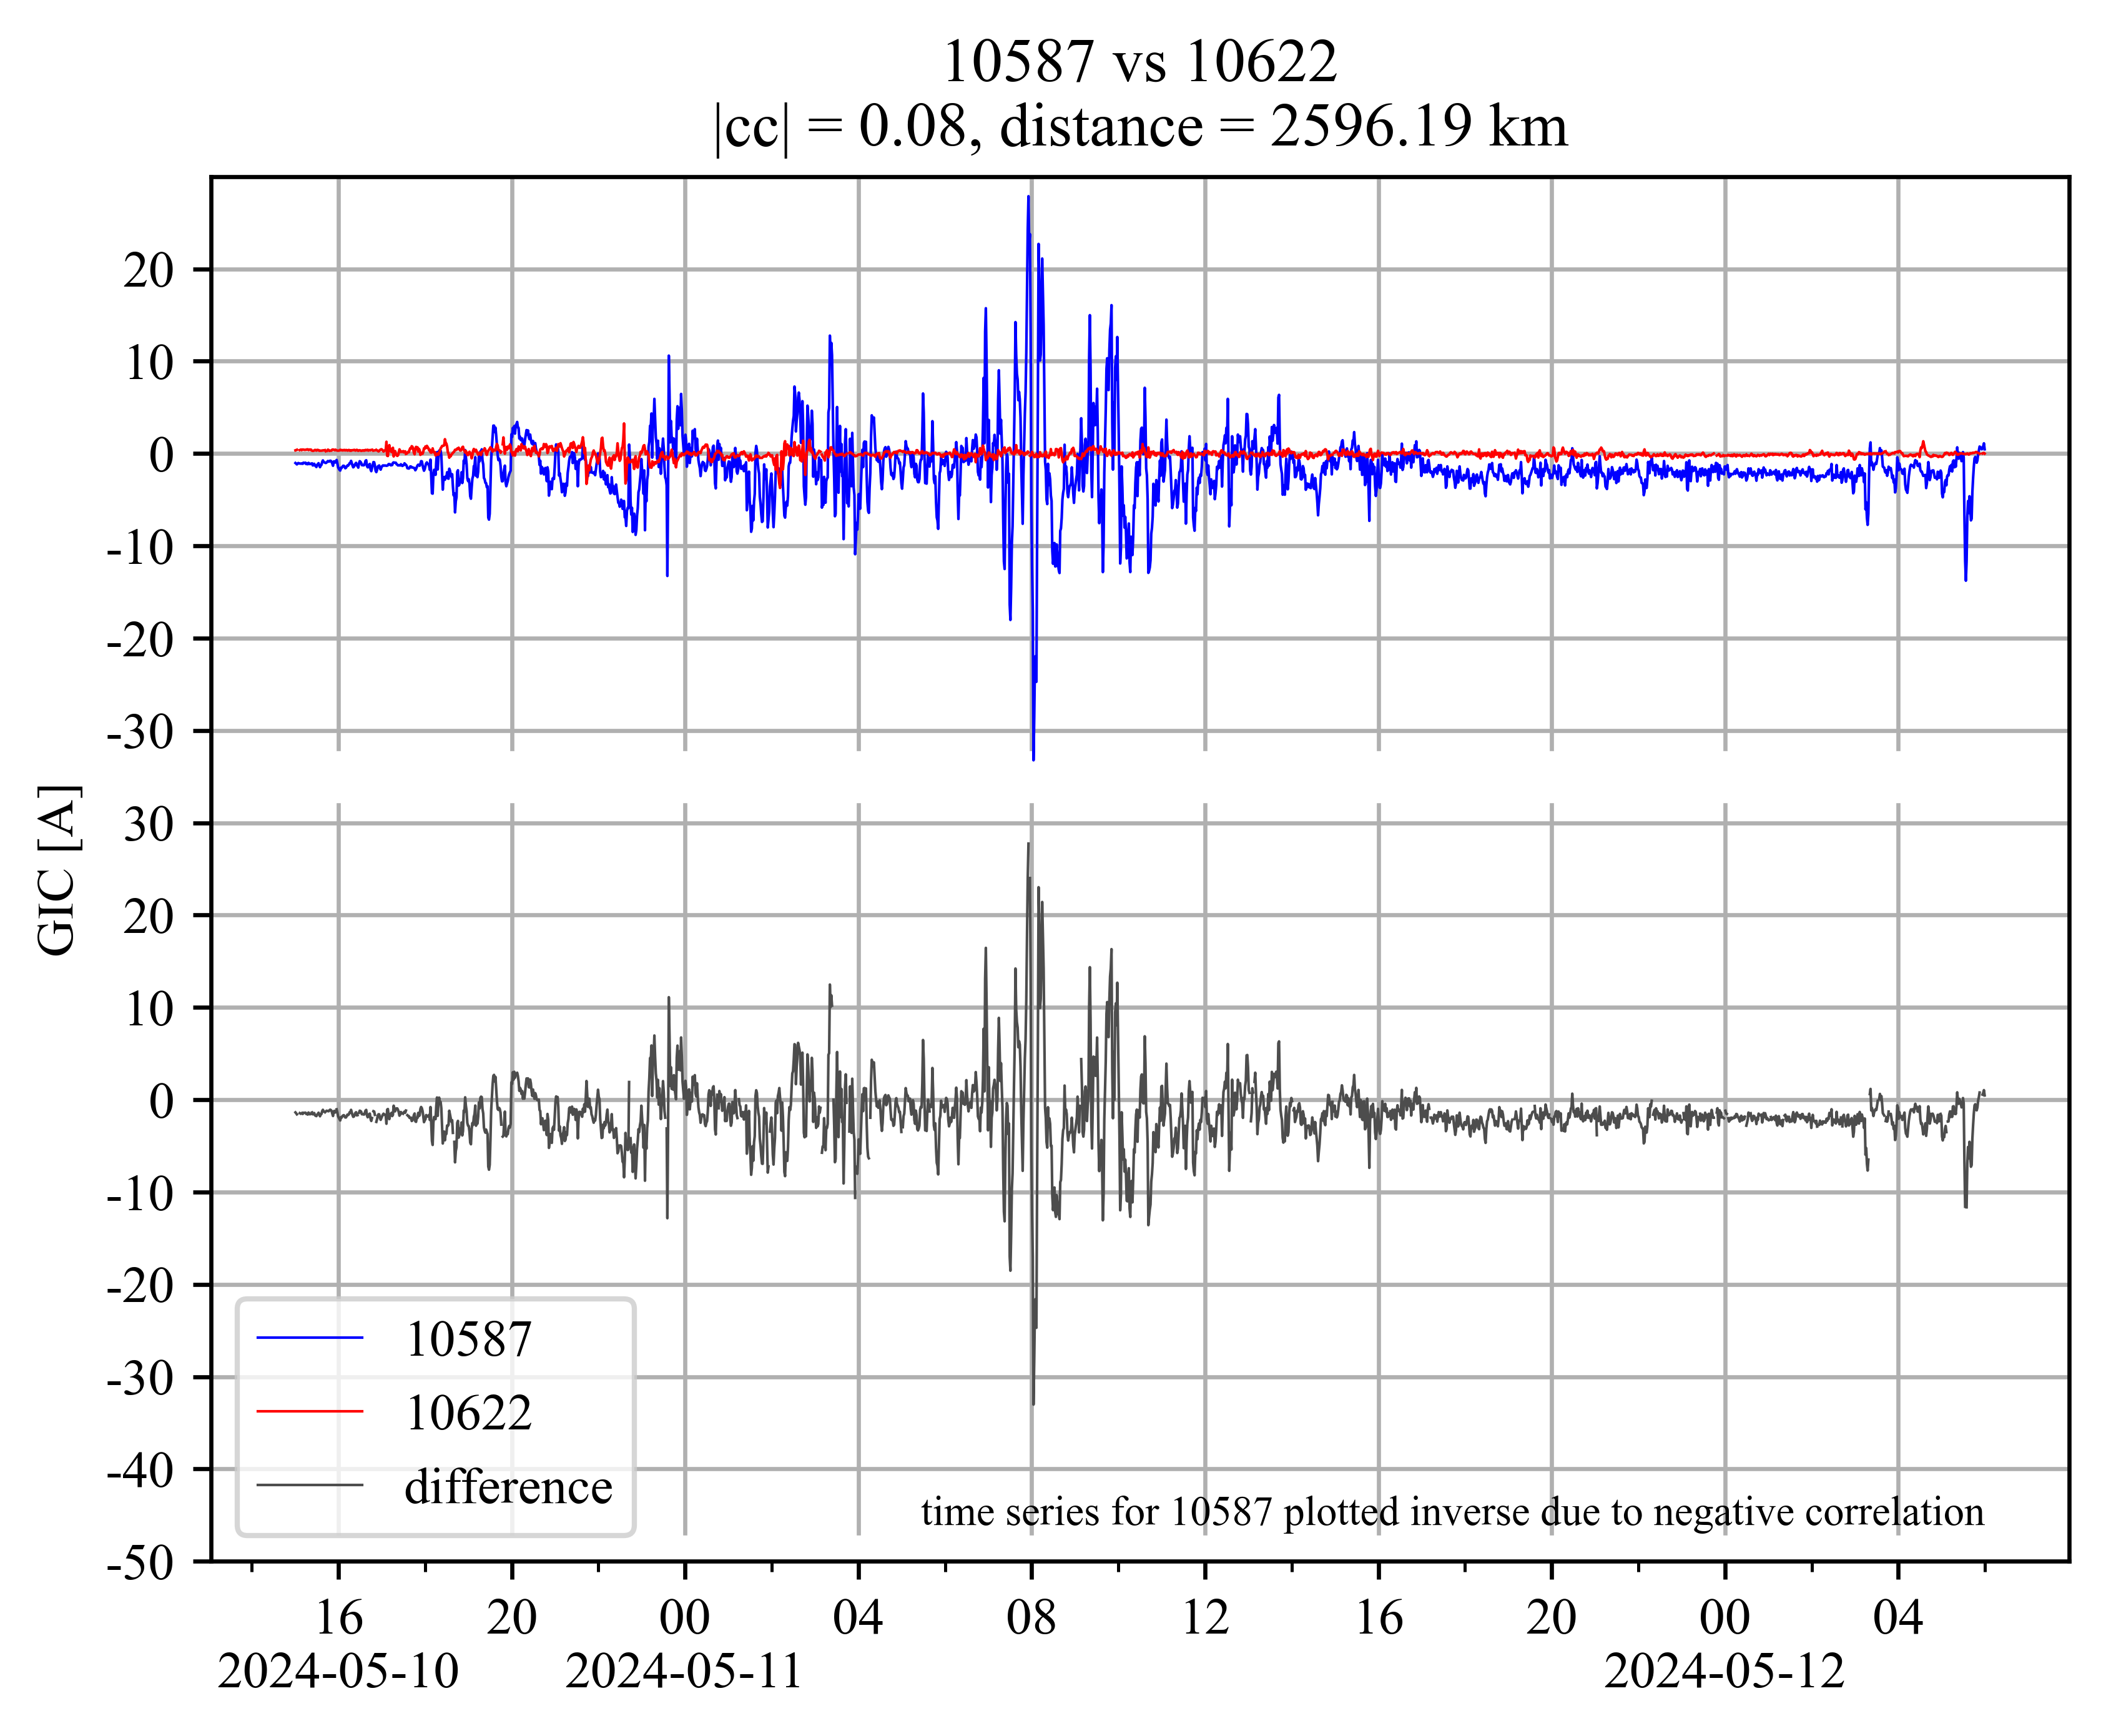 10587 vs 10622
|cc| = 0.08, distance = 2596.19 km
20
10
0
-10
-20
-30
30
20
10
0
-10
-20
-30
-40
-50
GIC [A]
10587
10622
difference
time series for 10587 plotted inverse due to negative correlation
16 20 00 04 08 12 16 20 00 04
2024-05-10 2024-05-11 2024-05-12